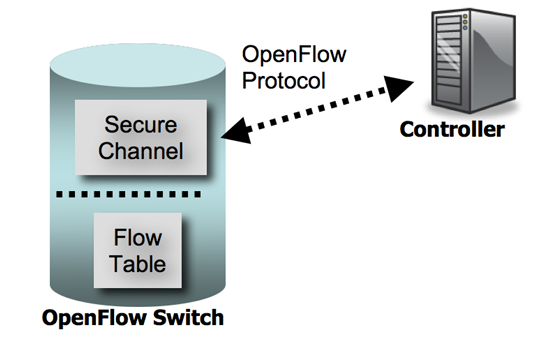 OpenFlow
Protocol
Secure
Channel
Controller
Flow
Table
OpenFlow Switch